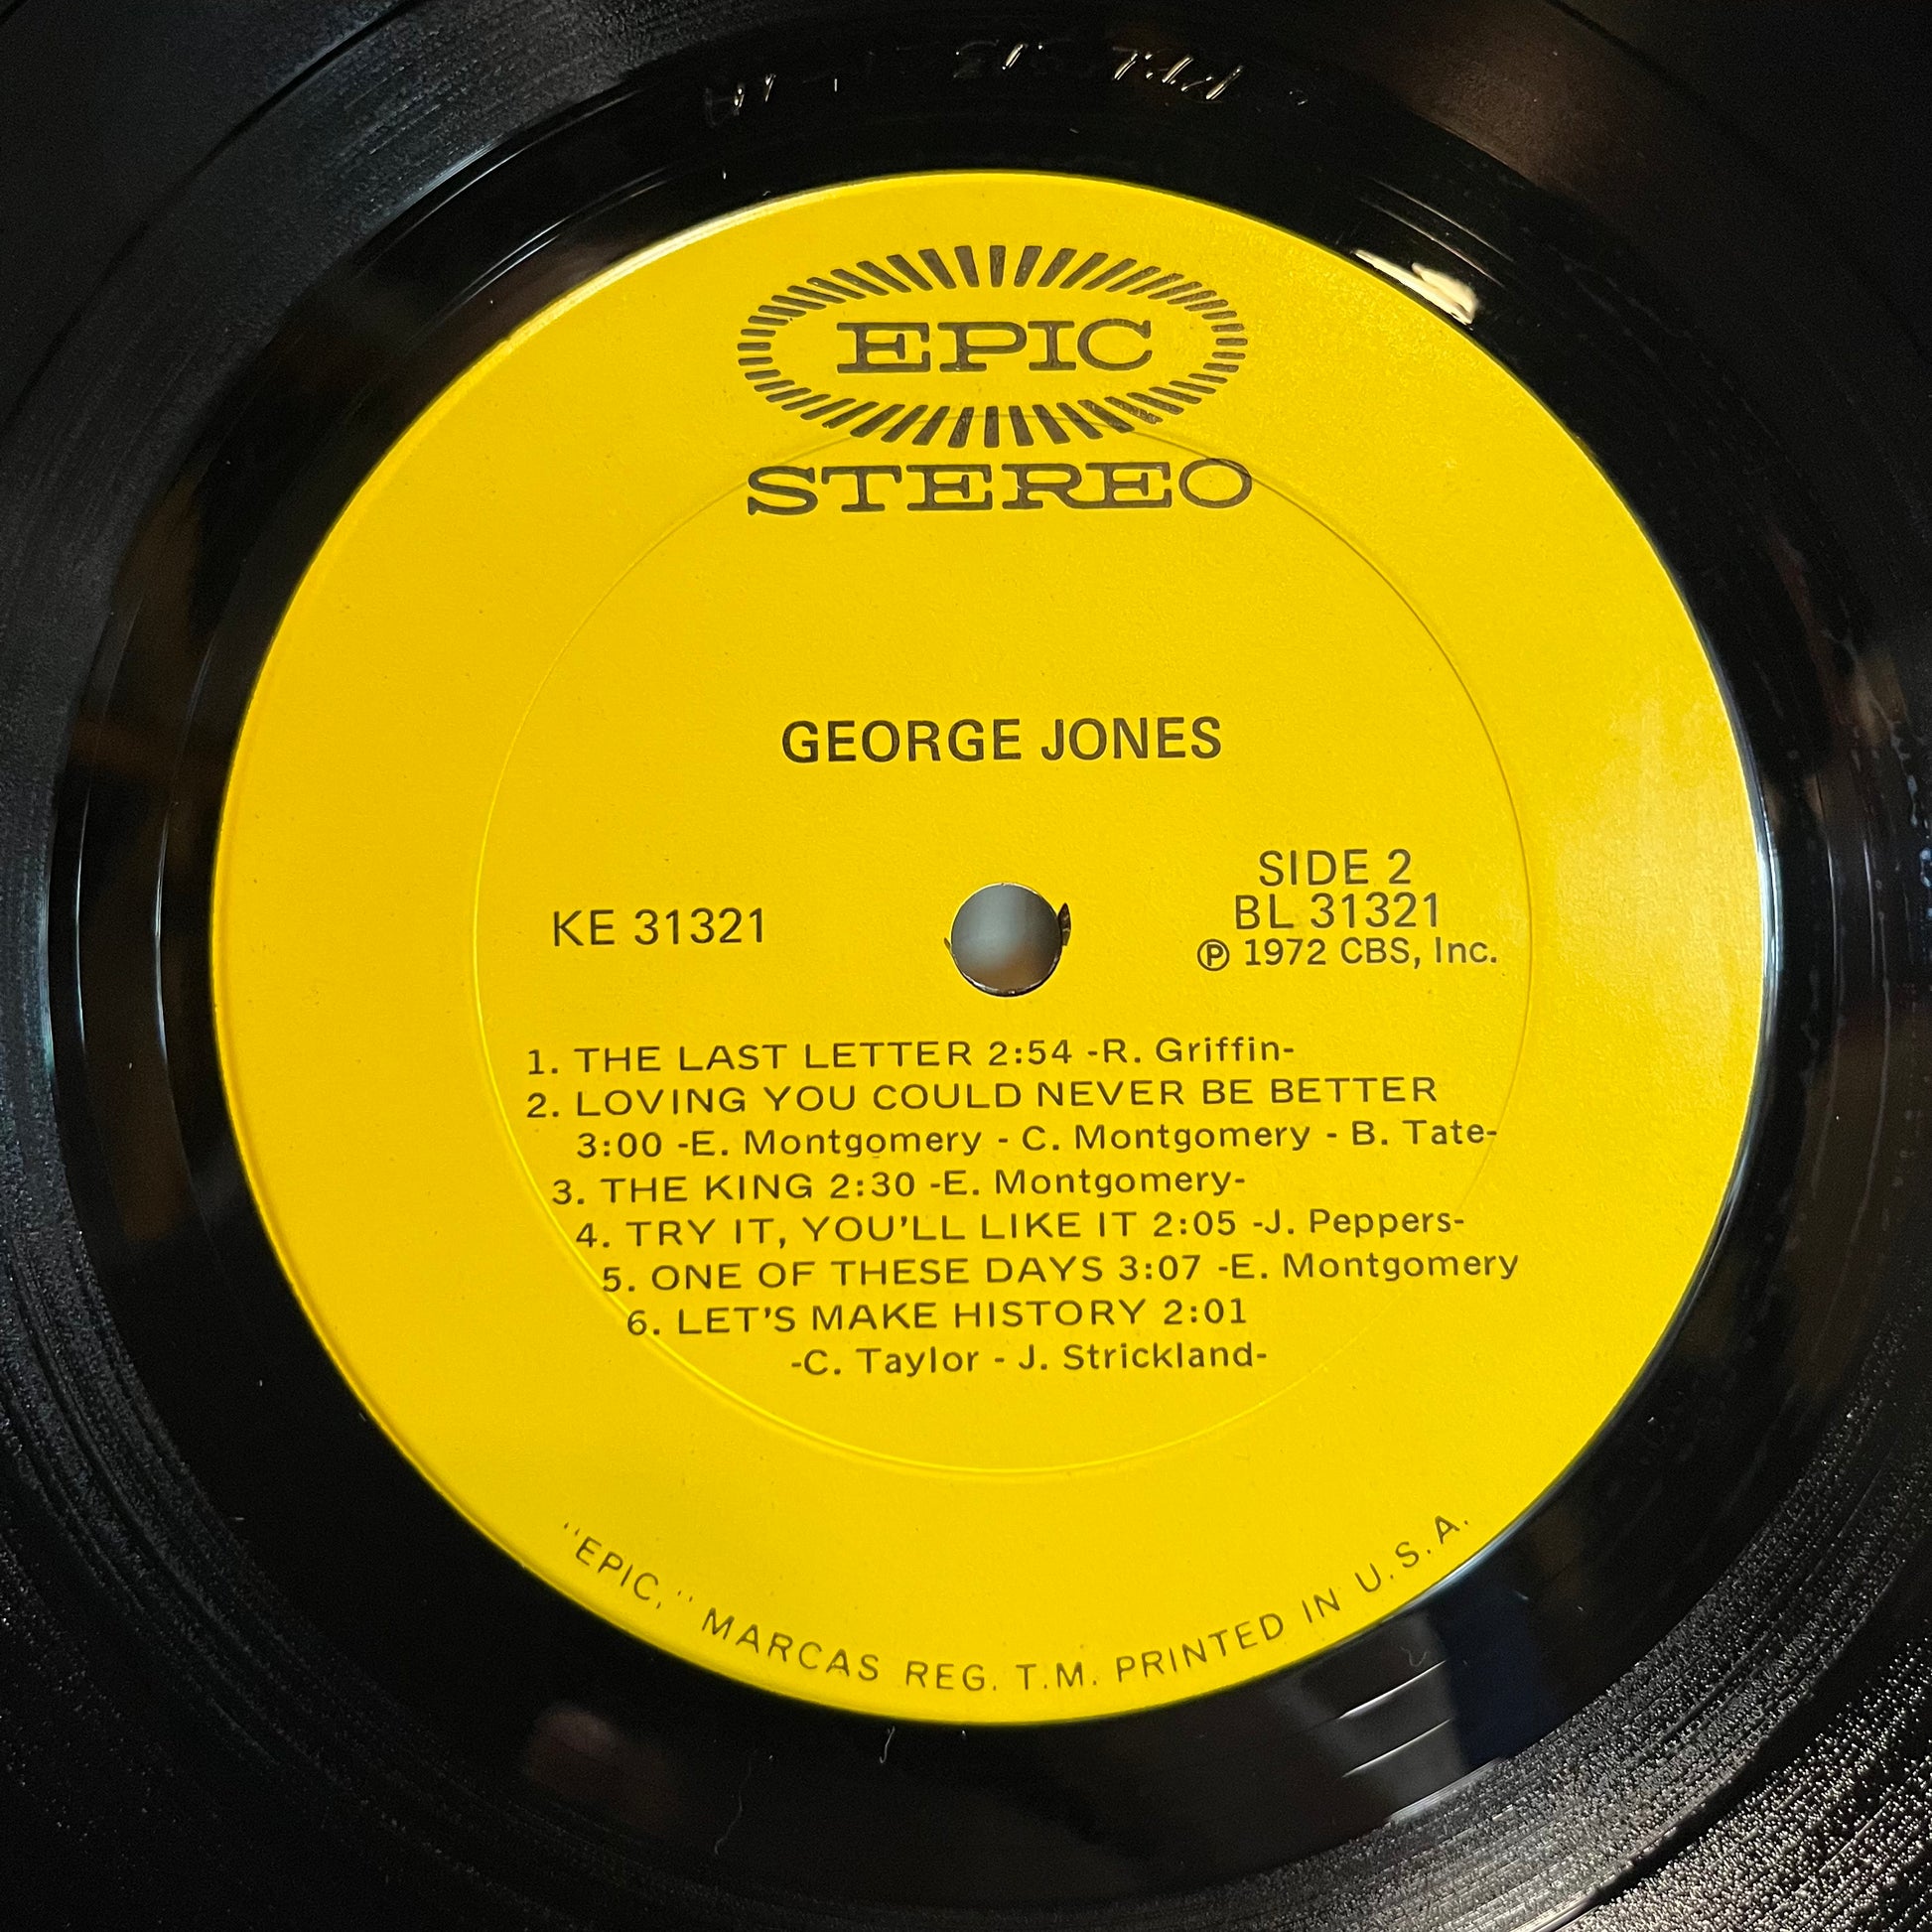 EPIC
STEREO
GEORGE JONES
KE 31321
SIDE 2
BL 31321
Ⓟ 1972 CBS, Inc.
1. THE LAST LETTER 2:54 -R. Griffin-
2. LOVING YOU COULD NEVER BE BETTER
3:00 -E. Montgomery - C. Montgomery - B. Tate-
3. THE KING 2:30 -E. Montgomery-
4. TRY IT, YOU'LL LIKE IT 2:05 -J. Peppers-
5. ONE OF THESE DAYS 3:07 -E. Montgomery
6. LET'S MAKE HISTORY 2:01
-C. Taylor - J. Strickland-
"EPIC," MARCAS REG. T.M. PRINTED IN U.S.A.